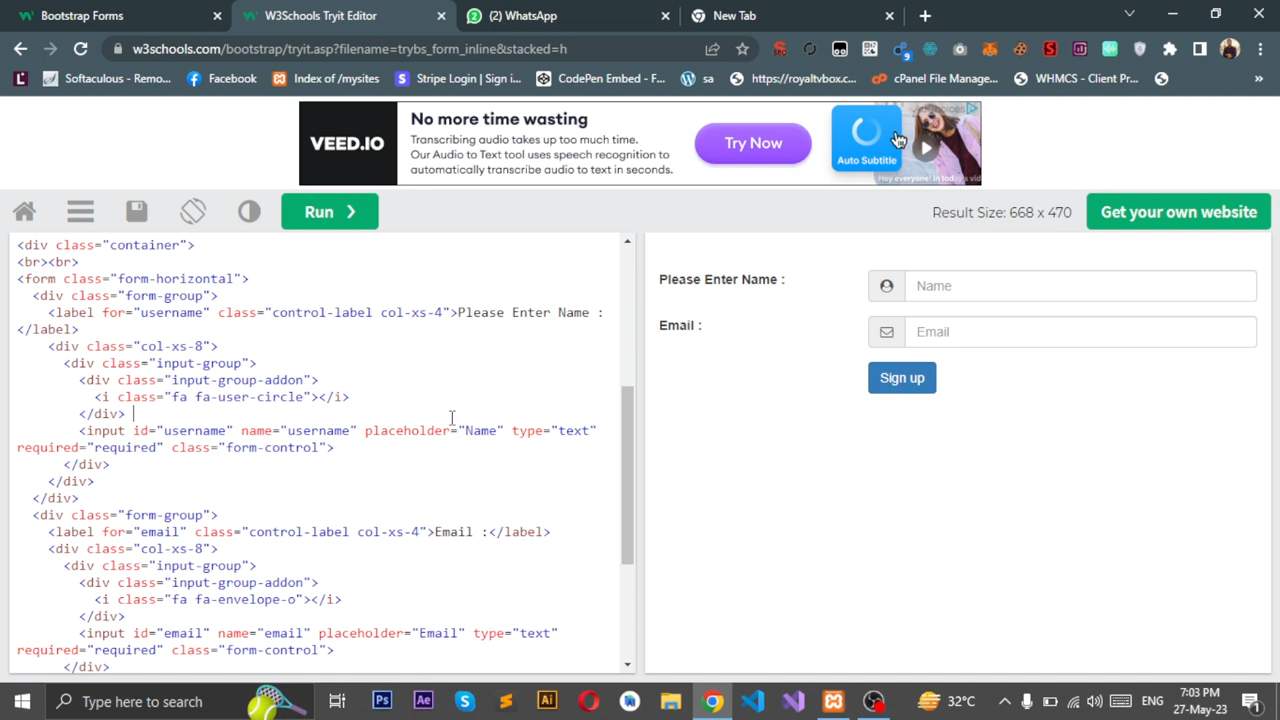 Bootstrap Forms
W3Schools Tryit Editor
(2) WhatsApp
New Tab
w3schools.com/bootstrap/tryit.asp?filename=trybs_form_inline&stacked=h
9
Softaculous - Remo...
Facebook
Index of /mysites
Stripe Login | Sign i...
CodePen Embed - F...
sa
https://royaltvbox.c...
cPanel File Manage...
WHMCS - Client Pr...
VEED.IO
No more time wasting
Transcribing audio takes up too much time.
Our Audio to Text tool uses speech recognition to
automatically transcribe audio to text in seconds.
Try Now
Auto Subtitle
Hey everyone! In today's vid
Run ❯
Result Size: 668 x 470
Get your own website
<div class="container">
<br><br>
<form class="form-horizontal">
<div class="form-group">
<label for="username" class="control-label col-xs-4">Please Enter Name :
</label>
<div class="col-xs-8">
<div class="input-group">
<div class="input-group-addon">
<i class="fa fa-user-circle"></i>
</div>
<input id="username" name="username" placeholder="Name" type="text"
required="required" class="form-control">
</div>
</div>
</div>
<div class="form-group">
<label for="email" class="control-label col-xs-4">Email :</label>
<div class="col-xs-8">
<div class="input-group">
<div class="input-group-addon">
<i class="fa fa-envelope-o"></i>
</div>
<input id="email" name="email" placeholder="Email" type="text"
required="required" class="form-control">
</div>
Please Enter Name :
Name
Email :
Email
Sign up
Type here to search
Ps
Ae
Ai
32°C
ENG
7:03 PM
27-May-23